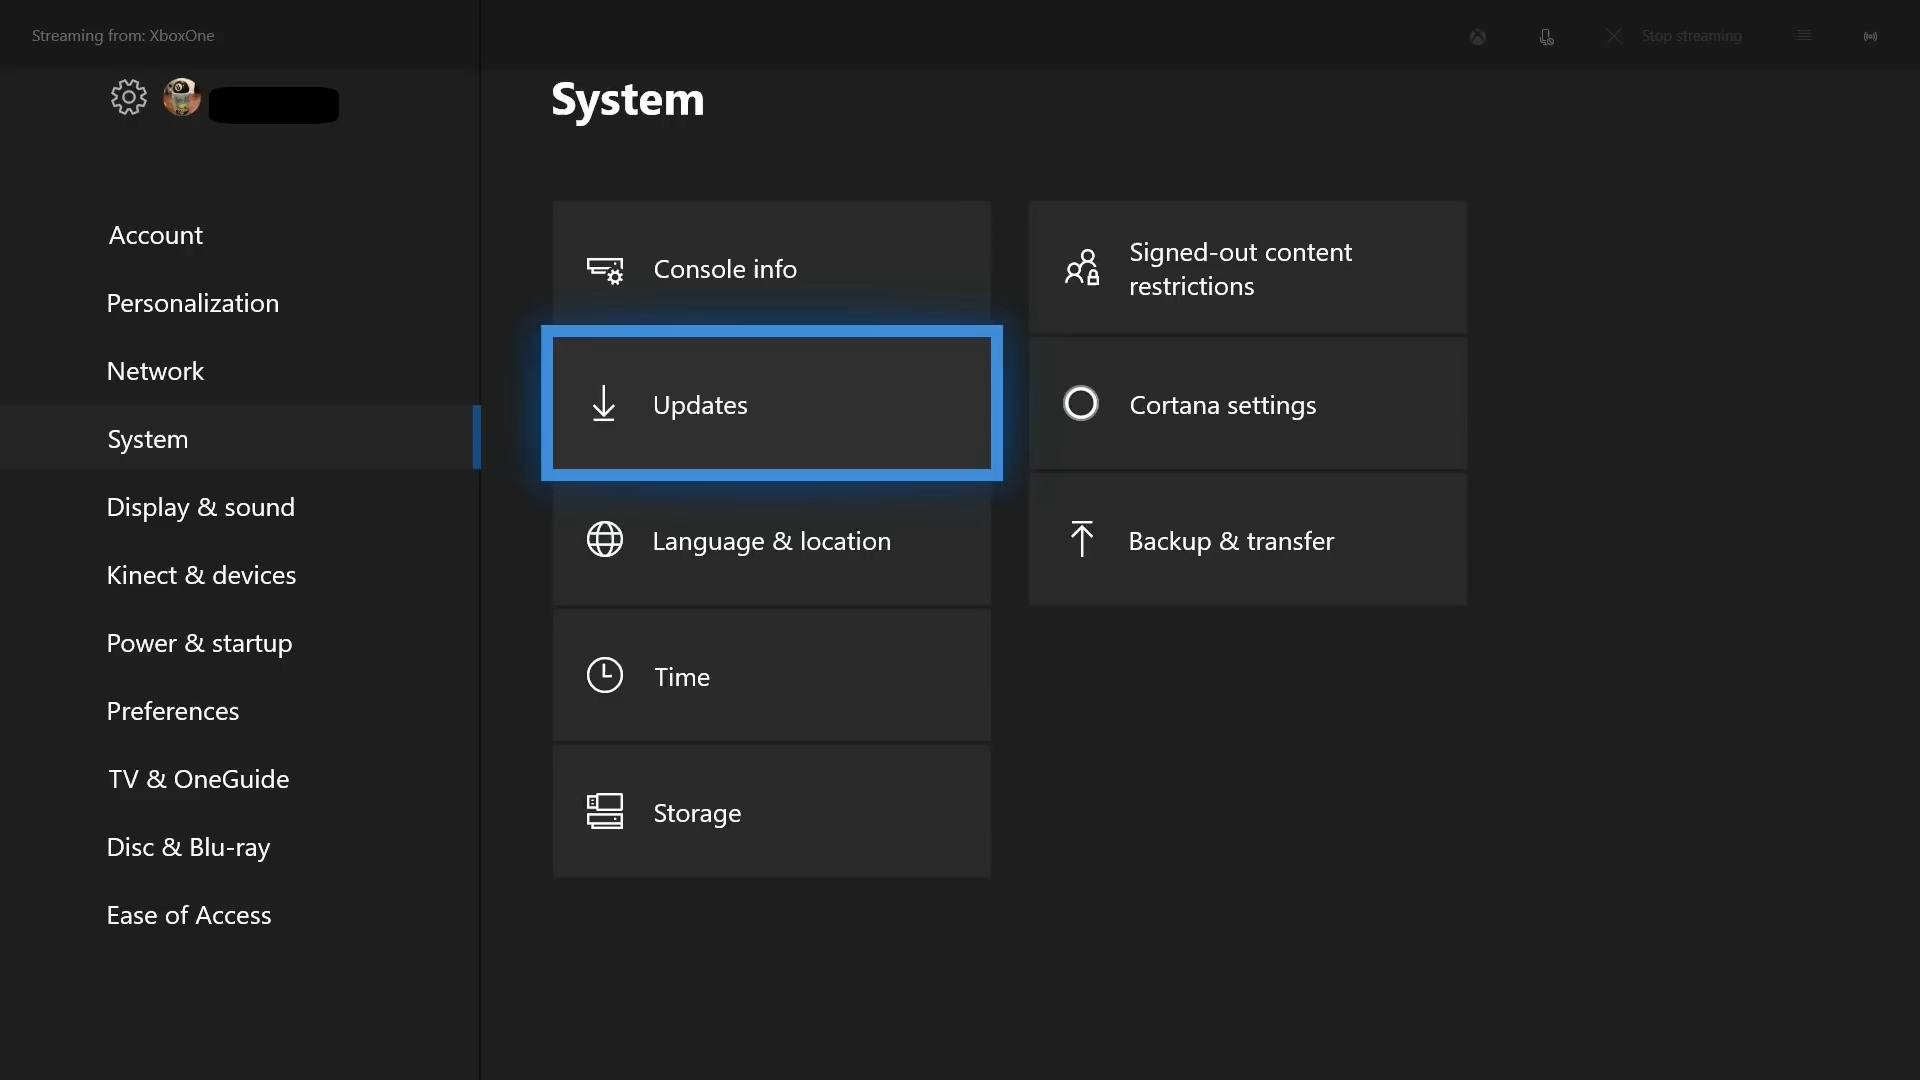 Streaming from: XboxOne
Stop streaming
System
Account
Personalization
Network
System
Display & sound
Kinect & devices
Power & startup
Preferences
TV & OneGuide
Disc & Blu-ray
Ease of Access
Console info
Updates
Language & location
Time
Storage
Signed-out content
restrictions
Cortana settings
Backup & transfer